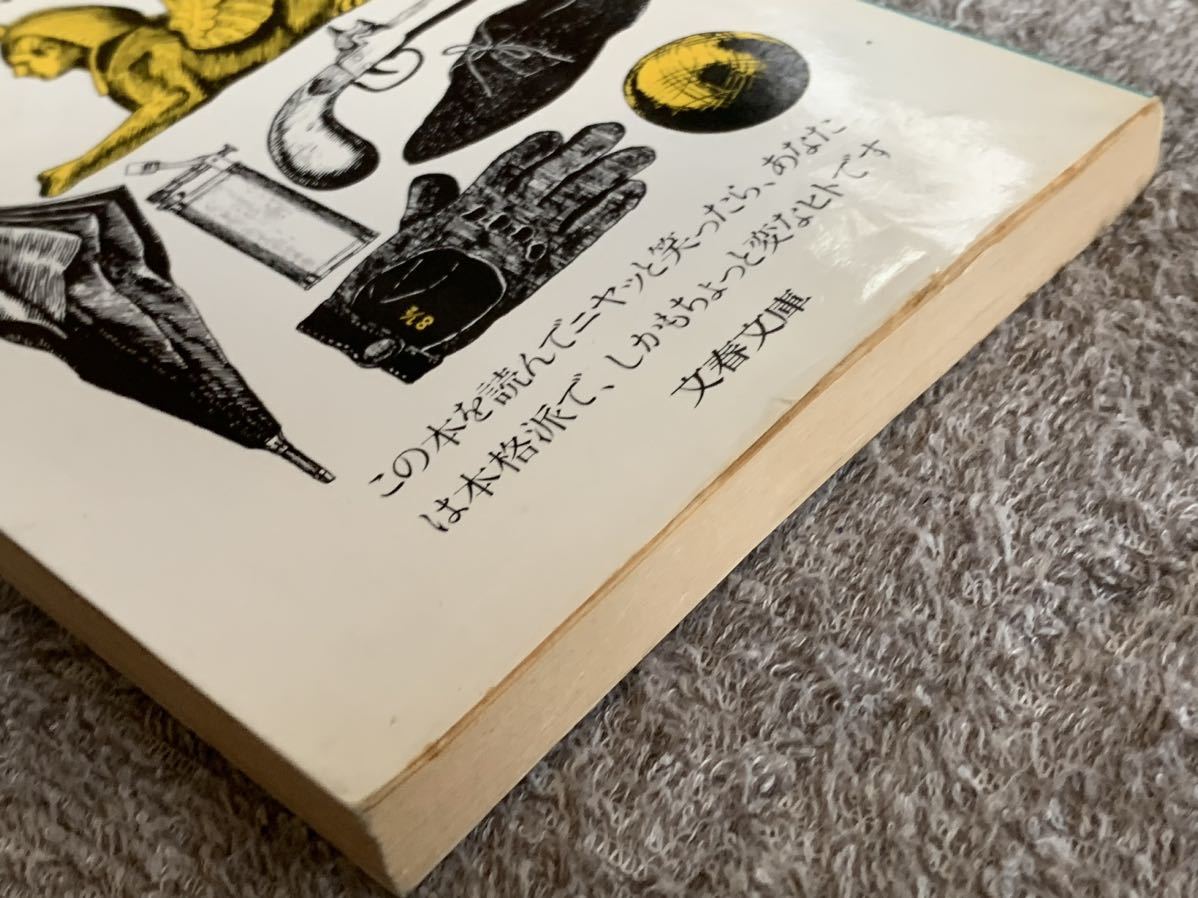 この本を読んでニヤッと笑ったら、あなた
は本格派で、しかもちょっと変なヒトです
文春文庫